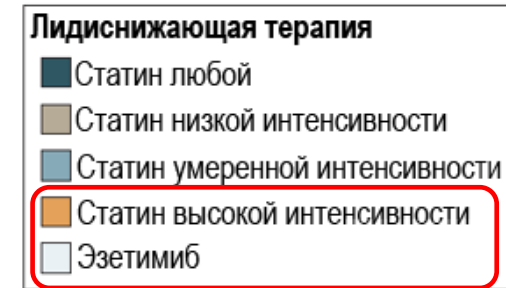 Лидиснижающая терапия
Статин любой
Статин низкой интенсивности
Статин умеренной интенсивности
Статин высокой интенсивности
Эзетимиб